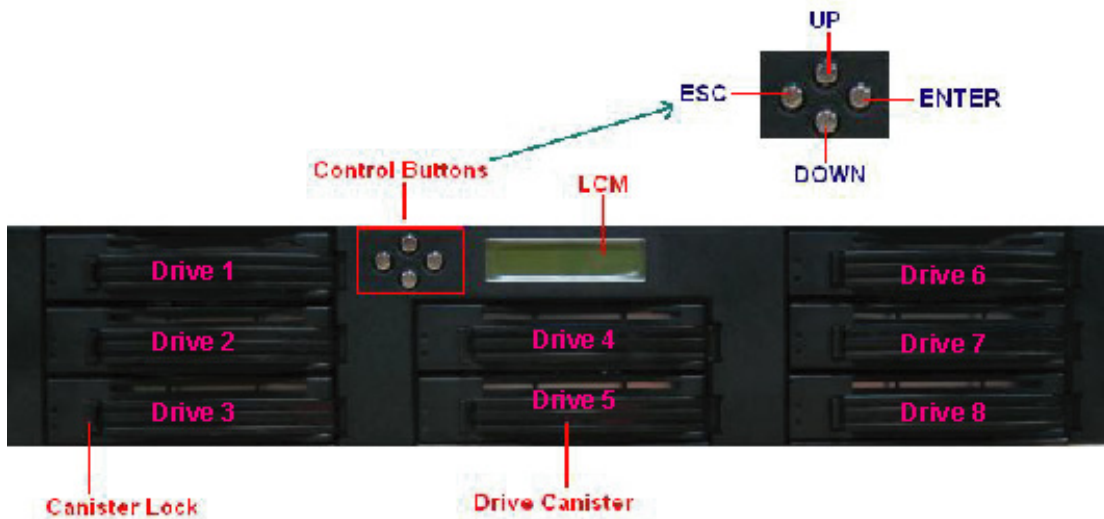 UP
ESC
ENTER
DOWN
Control Buttons
LCM
Drive 1
Drive 6
Drive 2
Drive 4
Drive 7
Drive 3
Drive 5
Drive 8
Canister Lock
Drive Canister